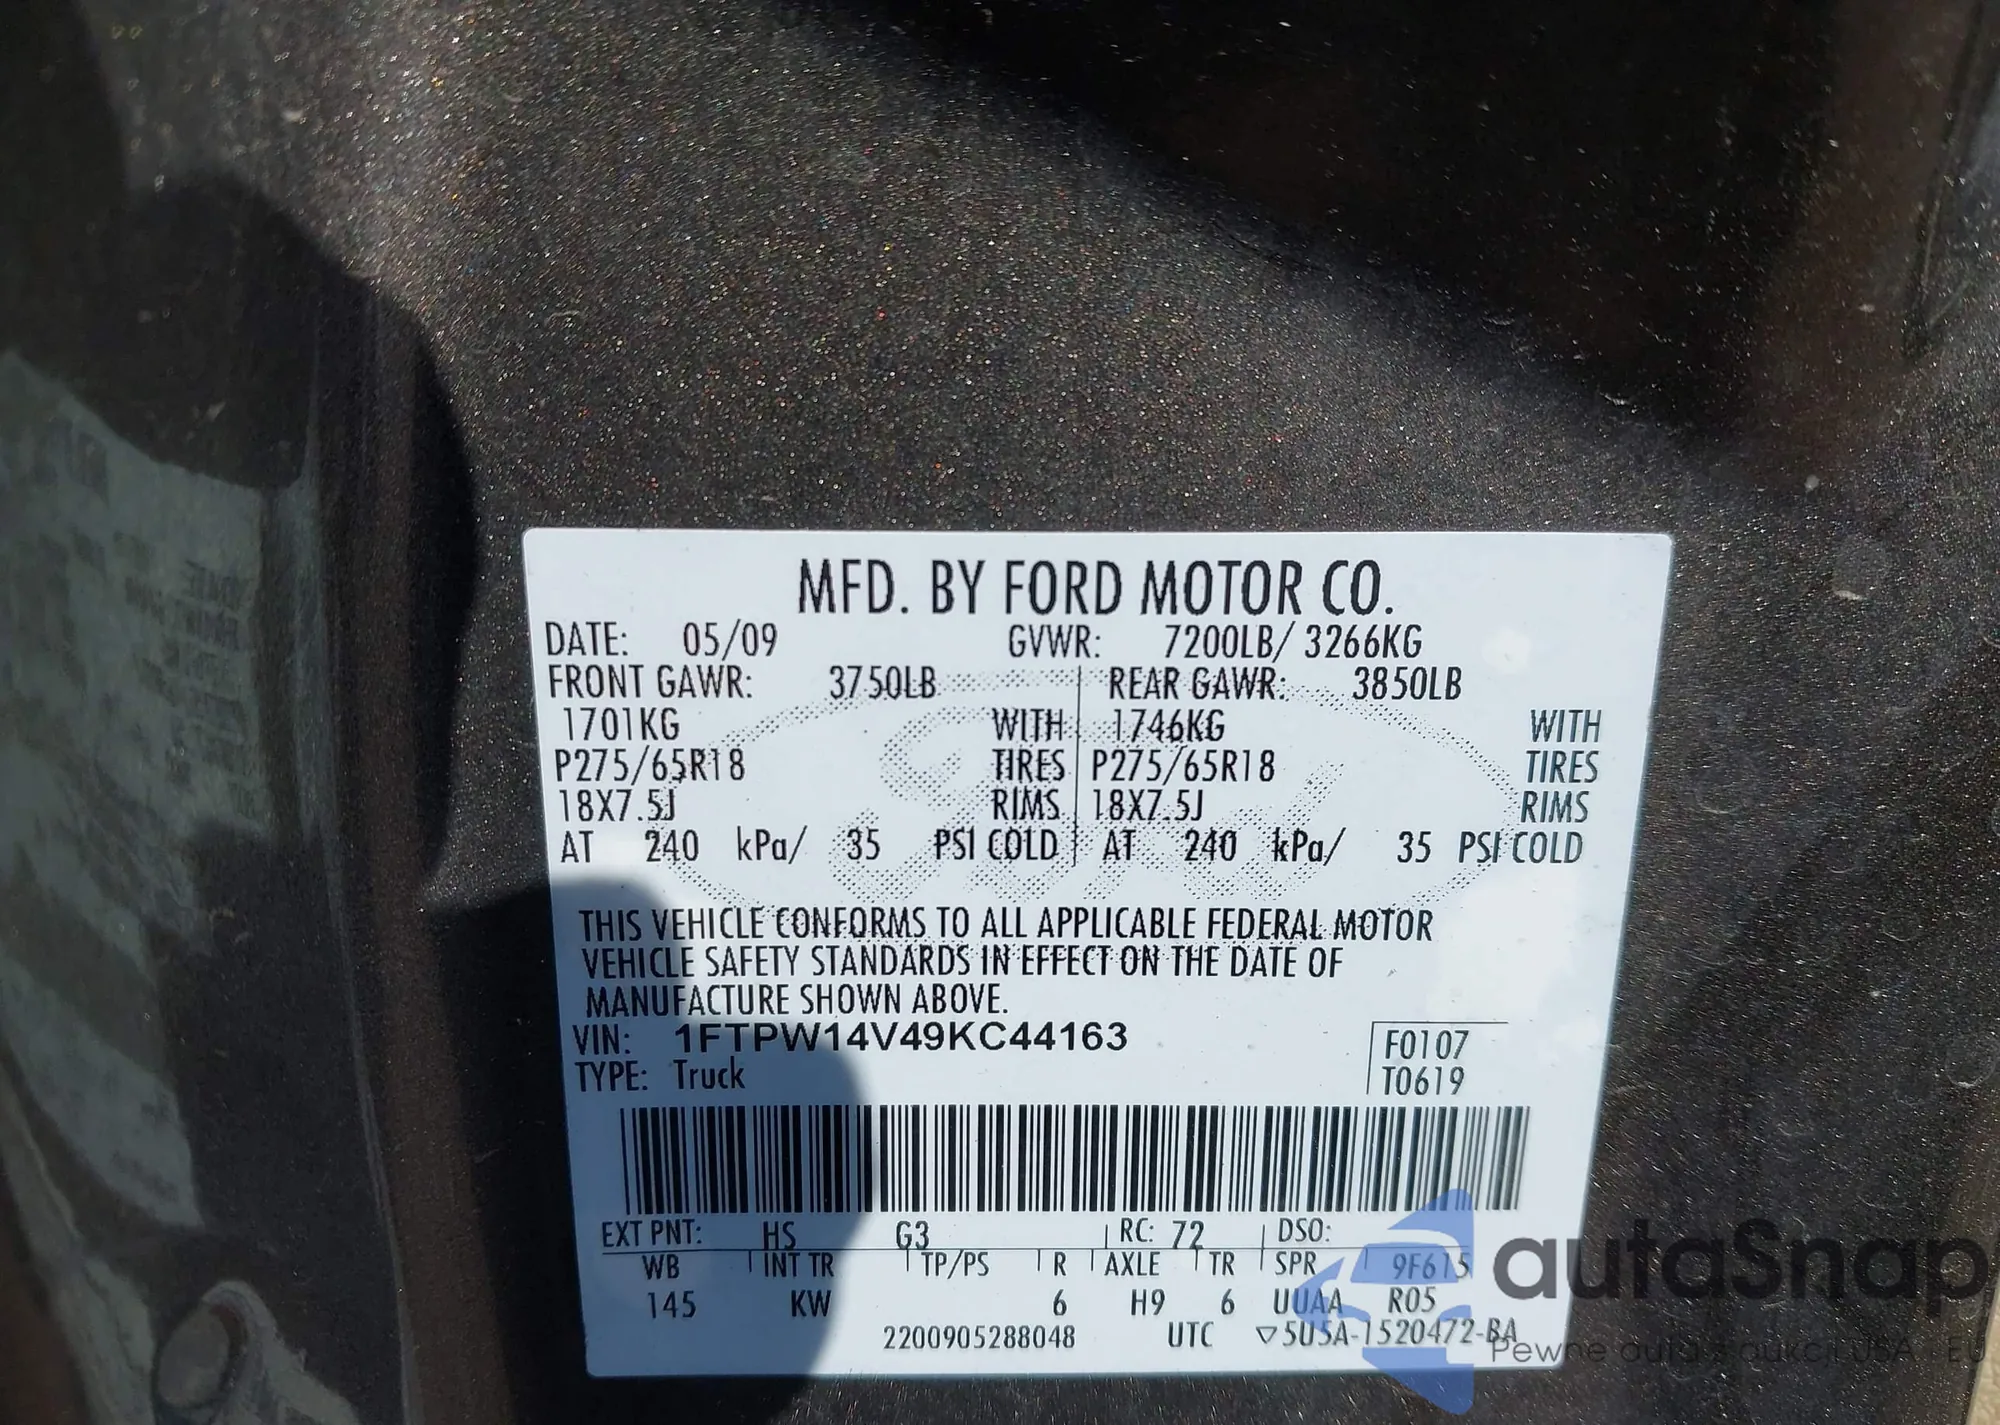 MFD. BY FORD MOTOR CO.
DATE: 05/09 GVWR: 7200LB/ 3266KG
FRONT GAWR: 3750LB REAR GAWR: 3850LB
1701KG WITH 1746KG WITH
P275/65R18 TIRES P275/65R18 TIRES
18X7.5J RIMS 18X7.5J RIMS
AT 240 kPa/ 35 PSI COLD AT 240 kPa/ 35 PSI COLD
THIS VEHICLE CONFORMS TO ALL APPLICABLE FEDERAL MOTOR
VEHICLE SAFETY STANDARDS IN EFFECT ON THE DATE OF
MANUFACTURE SHOWN ABOVE.
VIN: 1FTPW14V49KC44163 F0107
TYPE: Truck T0619
EXT PNT: HS G3 RC: 72 DSO:
WB INT TR TP/PS R AXLE TR SPR 9F615
145 KW 6 H9 6 UUAA R05
2200905288048 UTC ▽5U5A-1520472-BA
autaSnap
Pewne auta z aukcji USA - EU